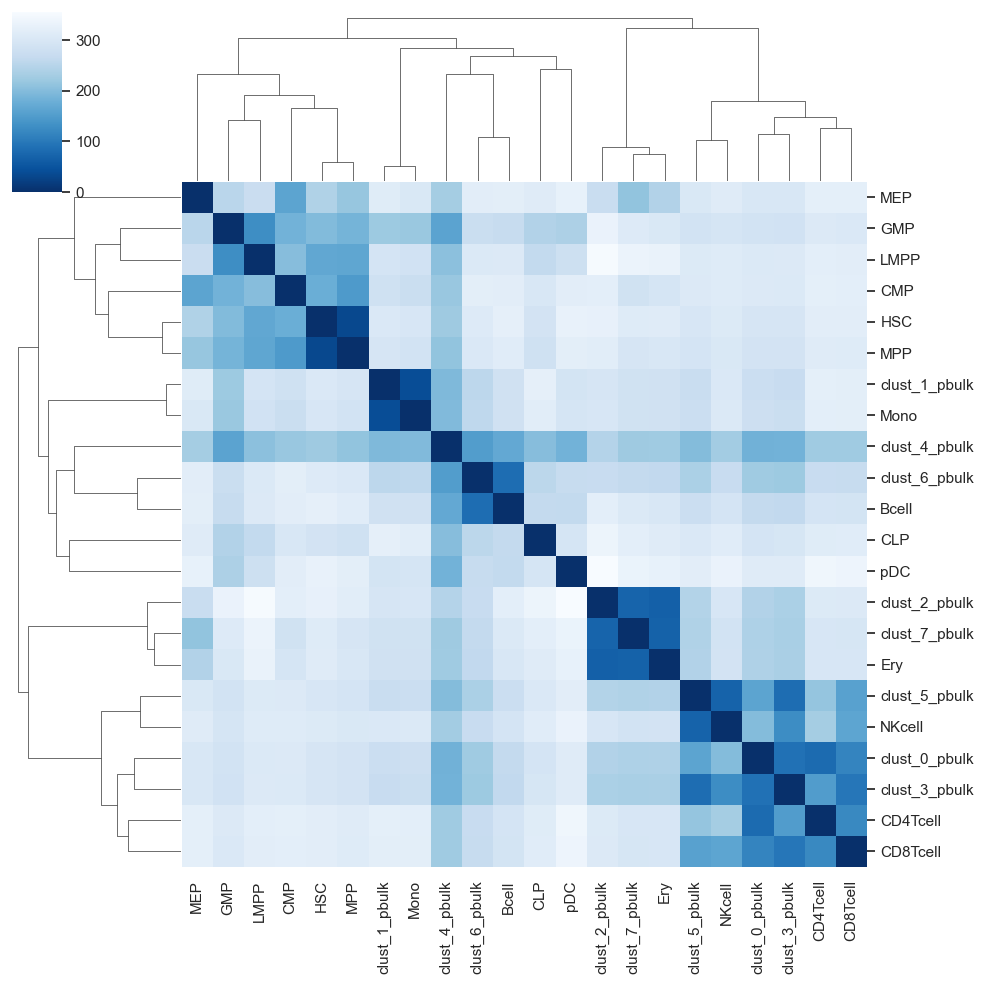 300
200
100
0
MEP
GMP
LMPP
CMP
HSC
MPP
clust_1_pbulk
Mono
clust_4_pbulk
clust_6_pbulk
Bcell
CLP
pDC
clust_2_pbulk
clust_7_pbulk
Ery
clust_5_pbulk
NKcell
clust_0_pbulk
clust_3_pbulk
CD4Tcell
CD8Tcell
MEP
GMP
LMPP
CMP
HSC
MPP
clust_1_pbulk
Mono
clust_4_pbulk
clust_6_pbulk
Bcell
CLP
pDC
clust_2_pbulk
clust_7_pbulk
Ery
clust_5_pbulk
NKcell
clust_0_pbulk
clust_3_pbulk
CD4Tcell
CD8Tcell